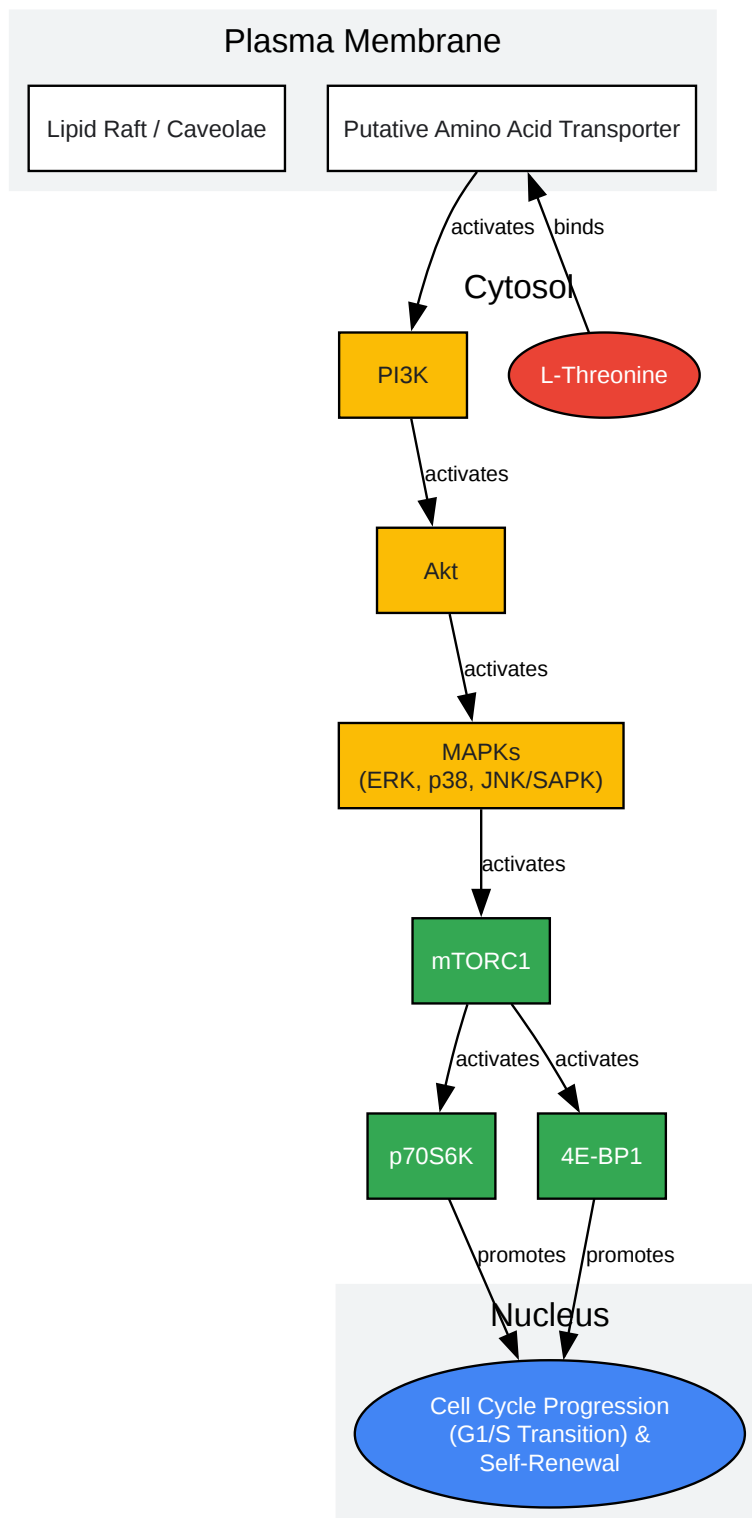 Plasma Membrane
Lipid Raft / Caveolae
Putative Amino Acid Transporter
activates
binds
Cytosol
PI3K
L-Threonine
activates
Akt
activates
MAPKs
(ERK, p38, JNK/SAPK)
activates
mTORC1
activates
activates
p70S6K
4E-BP1
promotes
promotes
Nucleus
Cell Cycle Progression
(G1/S Transition) &
Self-Renewal